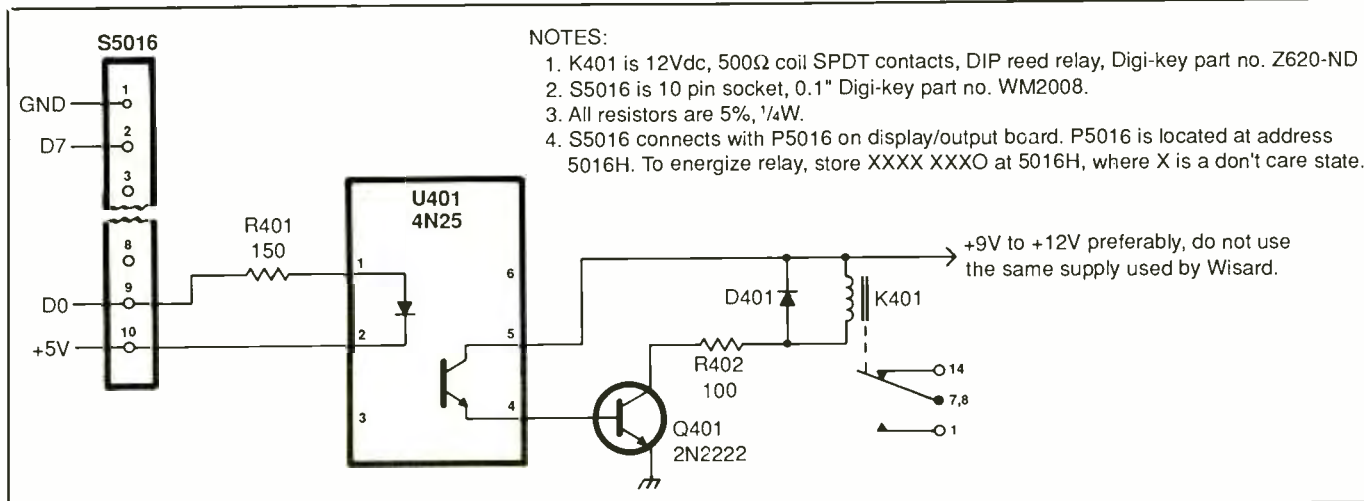 S5016
NOTES:
1. K401 is 12Vdc, 500Ω coil SPDT contacts, DIP reed relay, Digi-key part no. Z620-ND
2. S5016 is 10 pin socket, 0.1" Digi-key part no. WM2008.
3. All resistors are 5%, 1/4W.
4. S5016 connects with P5016 on display/output board. P5016 is located at address
5016H. To energize relay, store XXXX XXXO at 5016H, where X is a don't care state.
GND
1
D7
2
3
8
D0
9
+5V
10
R401
150
U401
4N25
1
2
3
6
5
4
+9V to +12V preferably, do not use
the same supply used by Wisard.
D401
K401
R402
100
14
7,8
1
Q401
2N2222